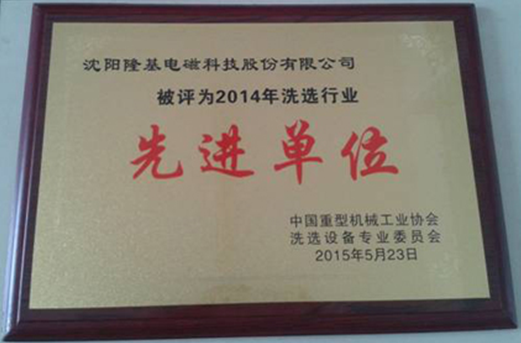 沈阳隆基电磁科技股份有限公司
被评为2014年洗选行业
先进单位
中国重型机械工业协会
洗选设备专业委员会
2015年5月23日